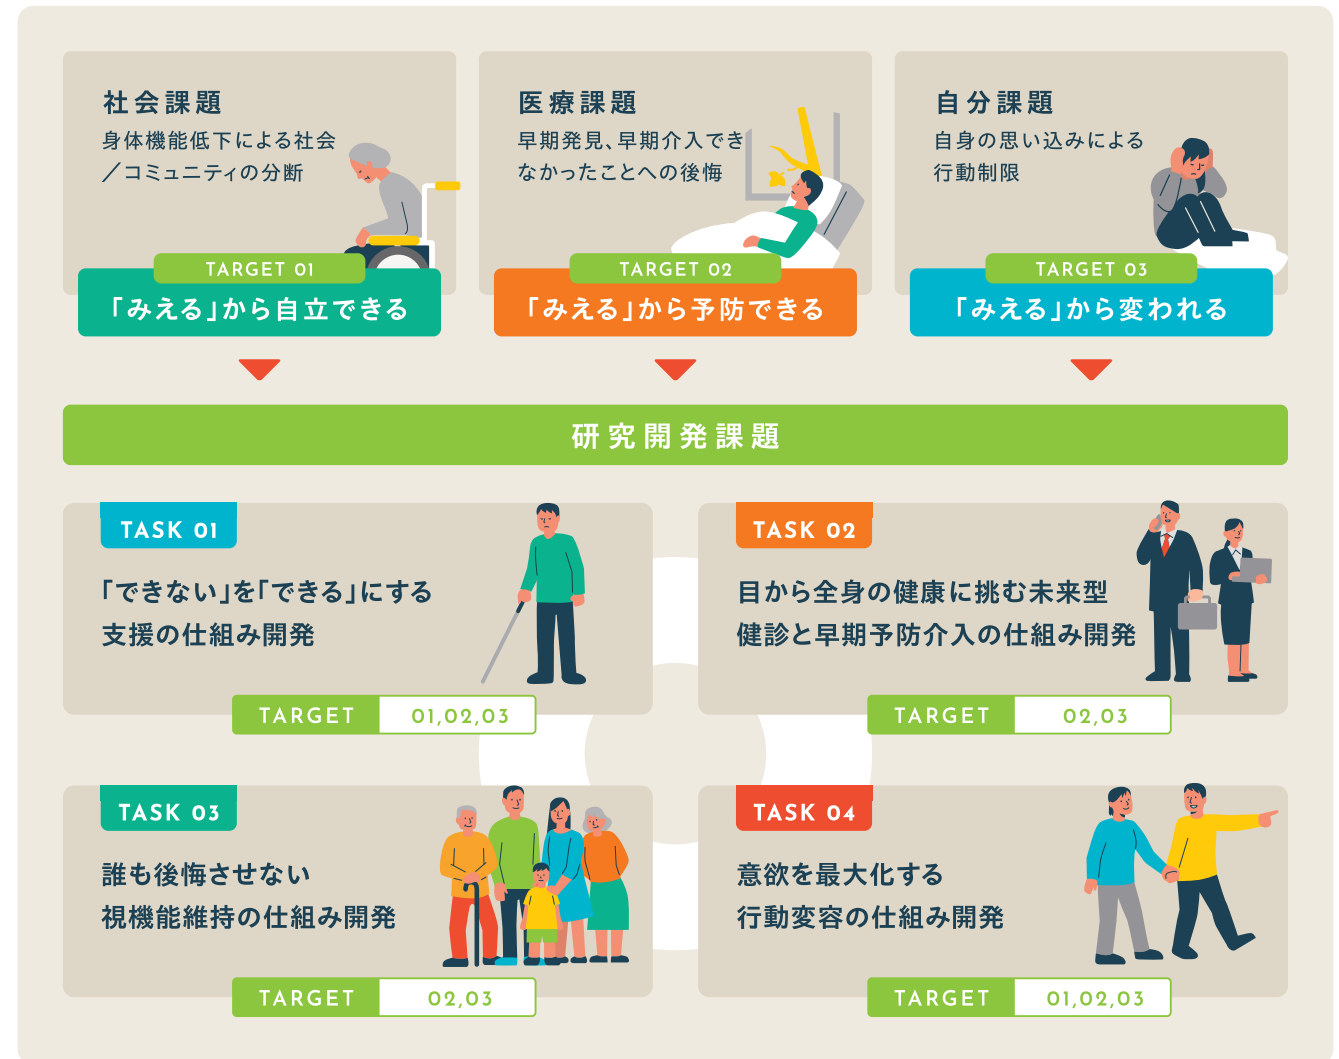 社会課題
身体機能低下による社会
／コミュニティの分断
TARGET 01
「みえる」から自立できる
医療課題
早期発見、早期介入でき
なかったことへの後悔
TARGET 02
「みえる」から予防できる
自分課題
自身の思い込みによる
行動制限
TARGET 03
「みえる」から変われる
研究開発課題
TASK 01
「できない」を「できる」にする
支援の仕組み開発
TARGET 01,02,03
TASK 02
目から全身の健康に挑む未来型
健診と早期予防介入の仕組み開発
TARGET 02,03
TASK 03
誰も後悔させない
視機能維持の仕組み開発
TARGET 02,03
TASK 04
意欲を最大化する
行動変容の仕組み開発
TARGET 01,02,03